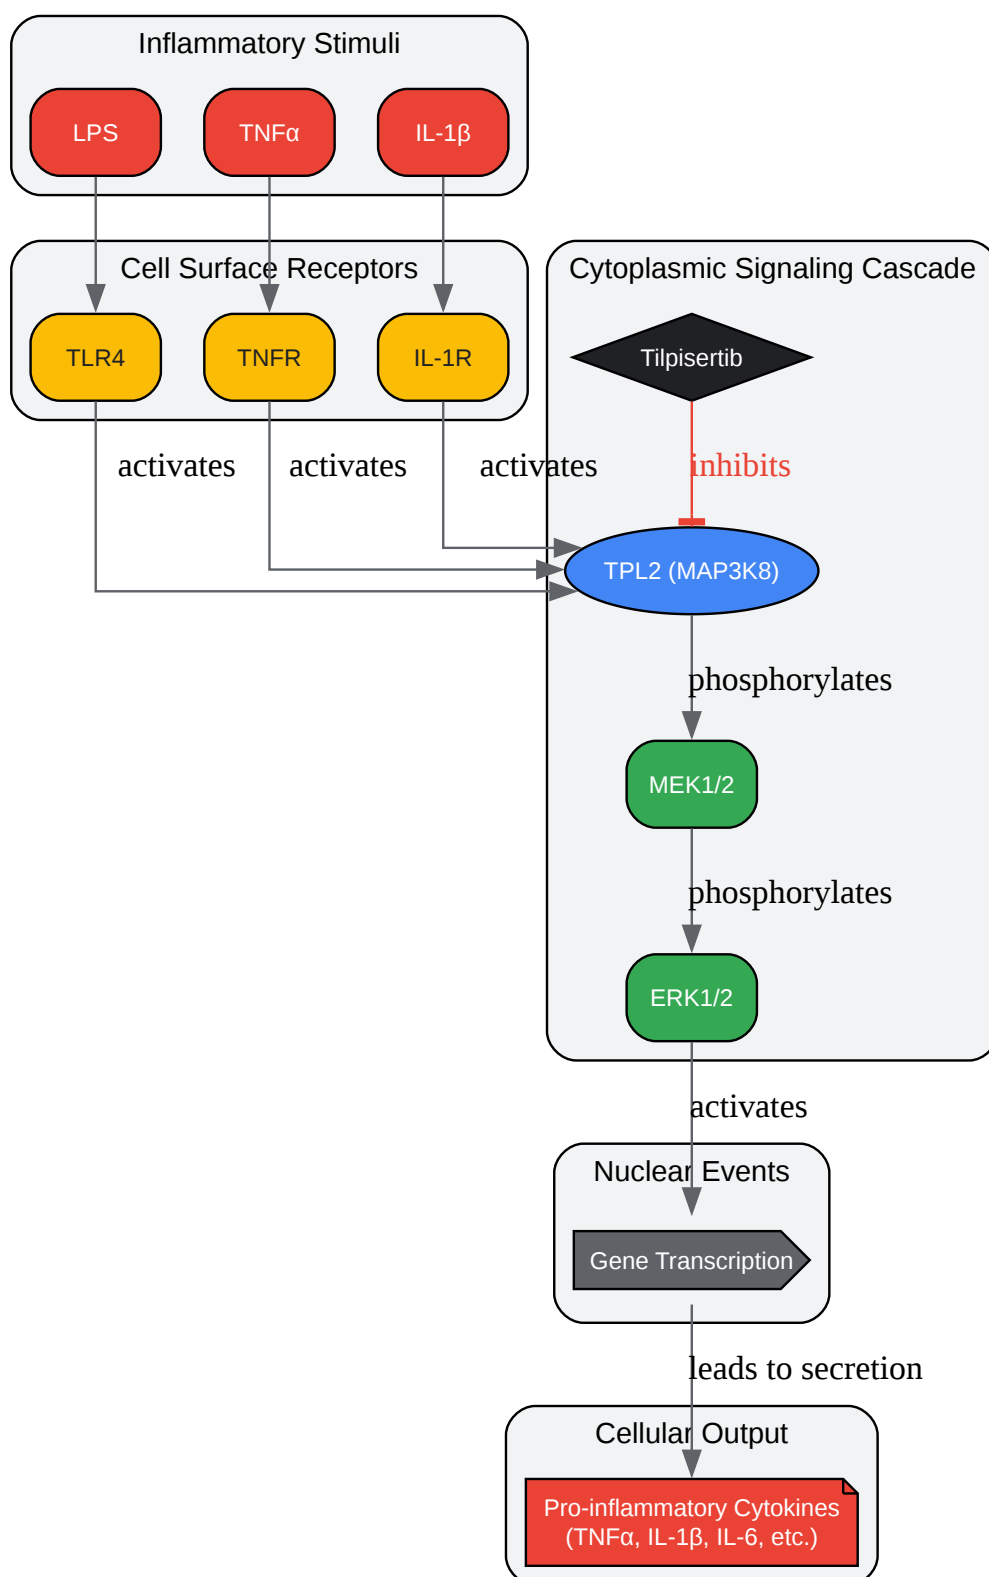 Inflammatory Stimuli
LPS
TNFα
IL-1β
Cell Surface Receptors
TLR4
TNFR
IL-1R
Cytoplasmic Signaling Cascade
Tilpisertib
activates
activates
activates
inhibits
TPL2 (MAP3K8)
phosphorylates
MEK1/2
phosphorylates
ERK1/2
activates
Nuclear Events
Gene Transcription
leads to secretion
Cellular Output
Pro-inflammatory Cytokines
(TNFα, IL-1β, IL-6, etc.)